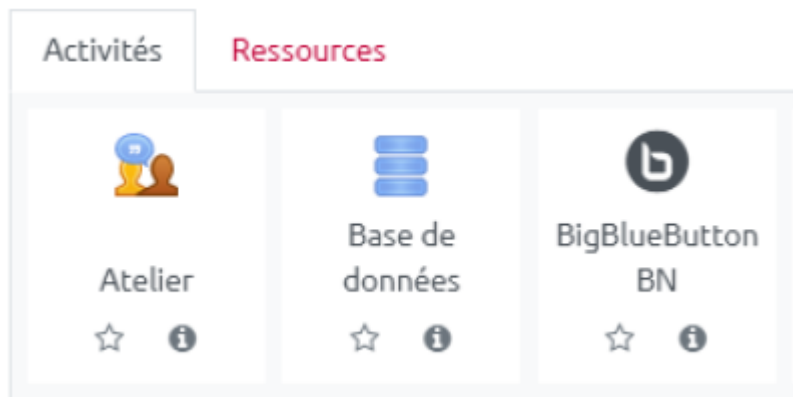 Activités
Ressources
Atelier
Base de
données
BigBlueButton
BN